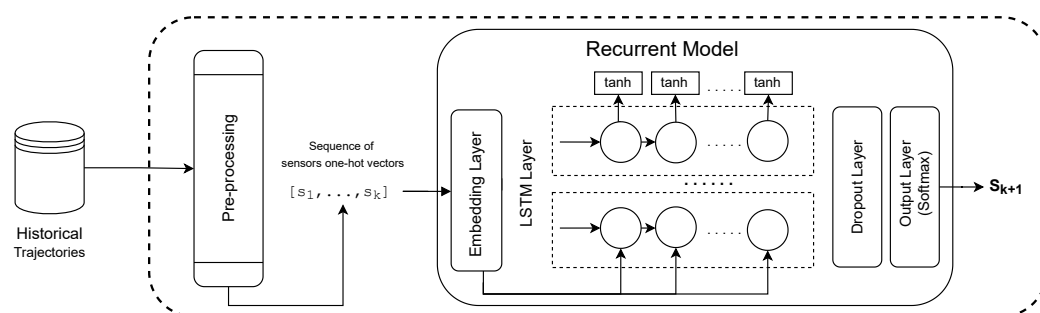 Historical
Trajectories
Pre-processing
Sequence of
sensors one-hot vectors
[s1,...,sk]
Recurrent Model
Embedding Layer
LSTM Layer
tanh
tanh
.....
tanh
.....
......
.....
Dropout Layer
Output Layer
(Softmax)
Sk+1